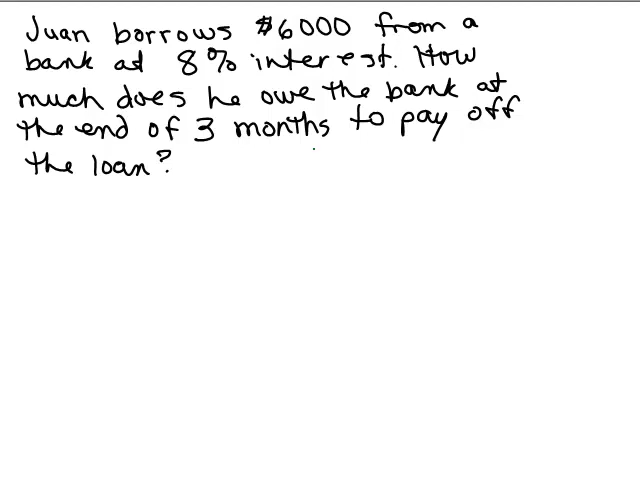 Juan borrows $6000 from a
bank at 8% interest. How
much does he owe the bank at
the end of 3 months to pay off
the loan?